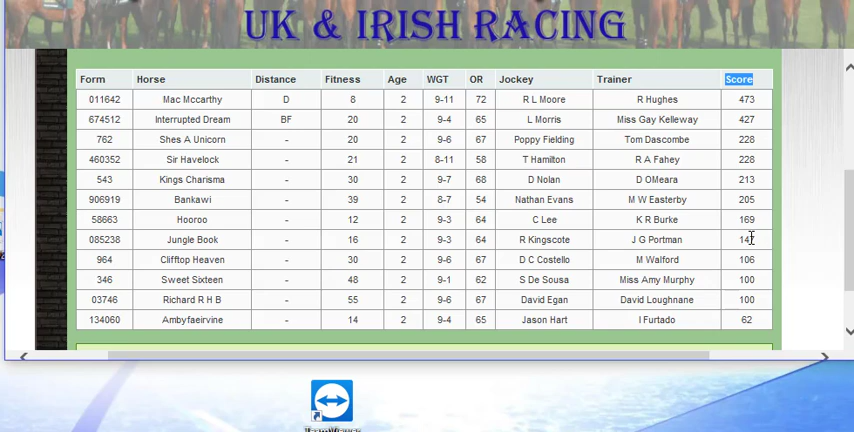 UK & IRISH RACING
Form Horse Distance Fitness Age WGT OR Jockey Trainer Score
011642 Mac Mccarthy D 8 2 9-11 72 R L Moore R Hughes 473
674512 Interrupted Dream BF 20 2 9-4 65 L Morris Miss Gay Kelleway 427
762 Shes A Unicorn - 20 2 9-6 67 Poppy Fielding Tom Dascombe 228
460352 Sir Havelock - 21 2 8-11 58 T Hamilton R A Fahey 228
543 Kings Charisma - 30 2 9-7 68 D Nolan D OMeara 213
906919 Bankawi - 39 2 8-7 54 Nathan Evans M W Easterby 205
58663 Hooroo - 12 2 9-3 64 C Lee K R Burke 169
085238 Jungle Book - 16 2 9-3 64 R Kingscote J G Portman
964 Clifftop Heaven - 30 2 9-6 67 D C Costello M Walford 106
346 Sweet Sixteen - 48 2 9-1 62 S De Sousa Miss Amy Murphy 100
03746 Richard R H B - 55 2 9-6 67 David Egan David Loughnane 100
134060 Ambyfaeirvine - 14 2 9-4 65 Jason Hart I Furtado 62